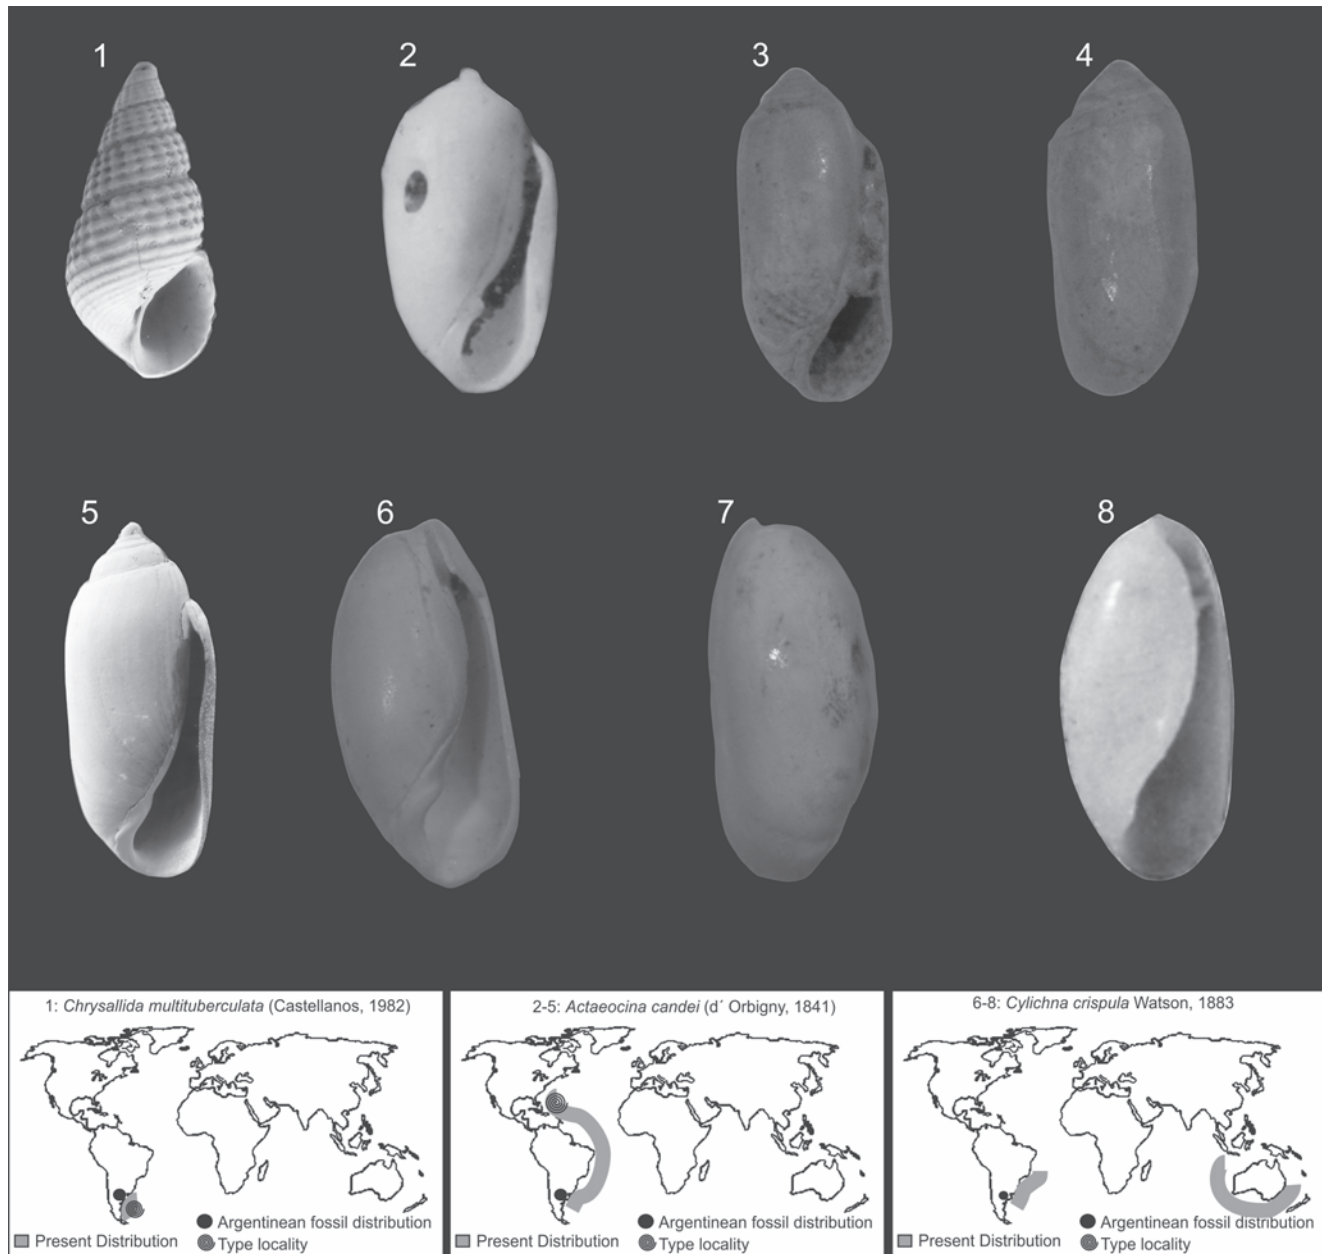 1
2
3
4
5
6
7
8
1: Chrysallida multituberculata (Castellanos, 1982)
Argentinean fossil distribution
Present Distribution
Type locality
2-5: Actaeocina candei (d´ Orbigny, 1841)
Argentinean fossil distribution
Present Distribution
Type locality
6-8: Cylichna crispula Watson, 1883
Argentinean fossil distribution
Present Distribution
Type locality